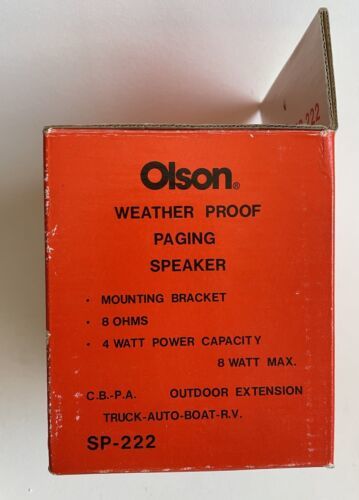 Olson®
WEATHER PROOF
PAGING
SPEAKER
· MOUNTING BRACKET
· 8 OHMS
· 4 WATT POWER CAPACITY
8 WATT MAX.
C.B.-P.A. OUTDOOR EXTENSION
TRUCK-AUTO-BOAT-R.V.
SP-222
222